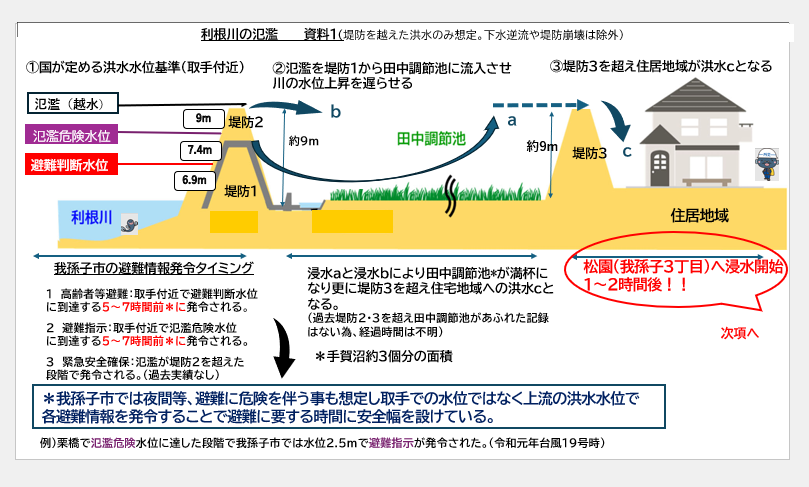 利根川の氾濫　　資料1(堤防を越えた洪水のみ想定。下水逆流や堤防崩壊は除外)
①国が定める洪水水位基準(取手付近)
②氾濫を堤防1から田中調節池に流入させ
川の水位上昇を遅らせる
③堤防3を超え住居地域が洪水cとなる
氾濫（越水）
氾濫危険水位
避難判断水位
9m
7.4m
6.9m
堤防2
堤防1
b
約9m
田中調節池
a
約9m
堤防3
c
利根川
住居地域
我孫子市の避難情報発令タイミング
1 高齢者等避難：取手付近で避難判断水位
に到達する5～7時間前＊に発令される。
2 避難指示：取手付近で氾濫危険水位
に到達する5～7時間前＊に発令される。
3 緊急安全確保：氾濫が堤防2を超えた
段階で発令される。(過去実績なし)
浸水aと浸水bにより田中調節池*が満杯に
なり更に堤防3を超え住宅地域への洪水cと
なる。
(過去堤防2・3を超え田中調節池があふれた記録
はない為、経過時間は不明)
＊手賀沼約3個分の面積
松園(我孫子3丁目)へ浸水開始
1～2時間後！！
次項へ
＊我孫子市では夜間等、避難に危険を伴う事も想定し取手での水位ではなく上流の洪水水位で
各避難情報を発令することで避難に要する時間に安全幅を設けている。
例)栗橋で氾濫危険水位に達した段階で我孫子市では水位2.5mで避難指示が発令された。(令和元年台風19号時)